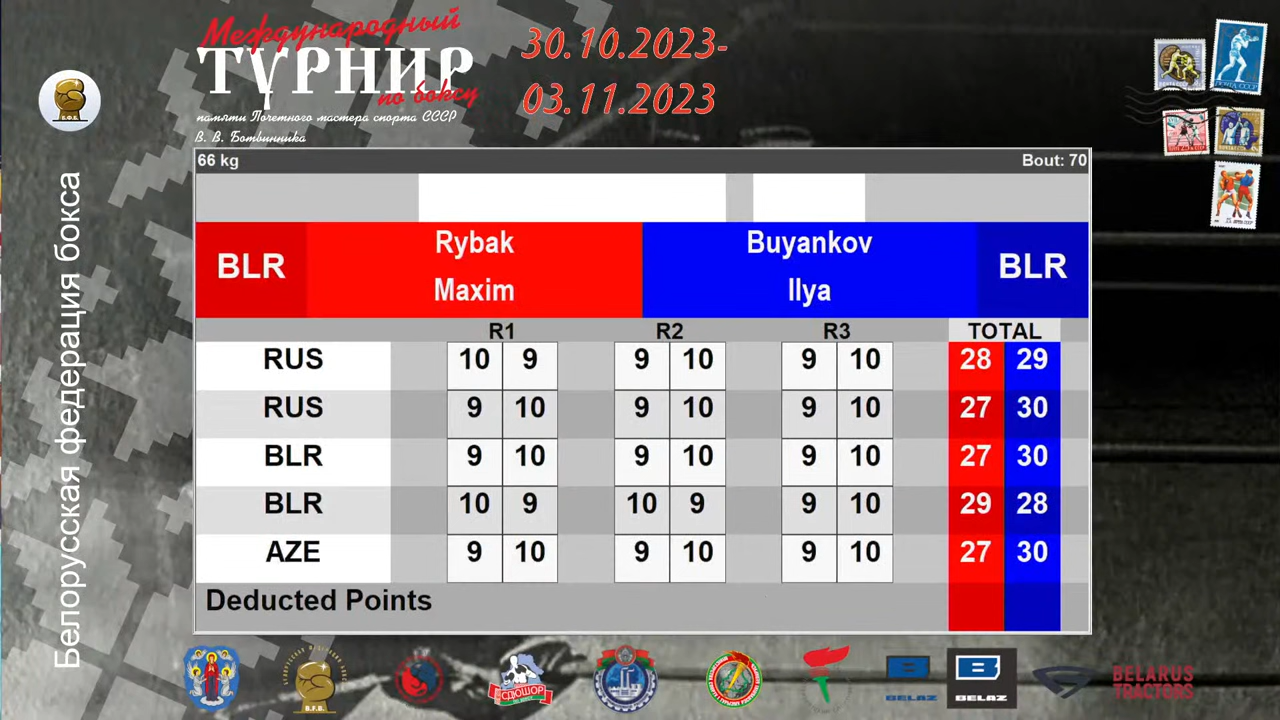 Международный
ТУРНИР
по боксу
памяти Почетного мастера спорта СССР
В. В. Ботвинника
30.10.2023-
03.11.2023
Белорусская федерация бокса
66 kg Bout: 70
BLR Rybak Maxim Buyankov Ilya BLR
R1 R2 R3 TOTAL
RUS 10 9 9 10 9 10 28 29
RUS 9 10 9 10 9 10 27 30
BLR 9 10 9 10 9 10 27 30
BLR 10 9 10 9 9 10 29 28
AZE 9 10 9 10 9 10 27 30
Deducted Points
СДЮШОР
BELAZ
BELAZ
BELARUS
TRACTORS